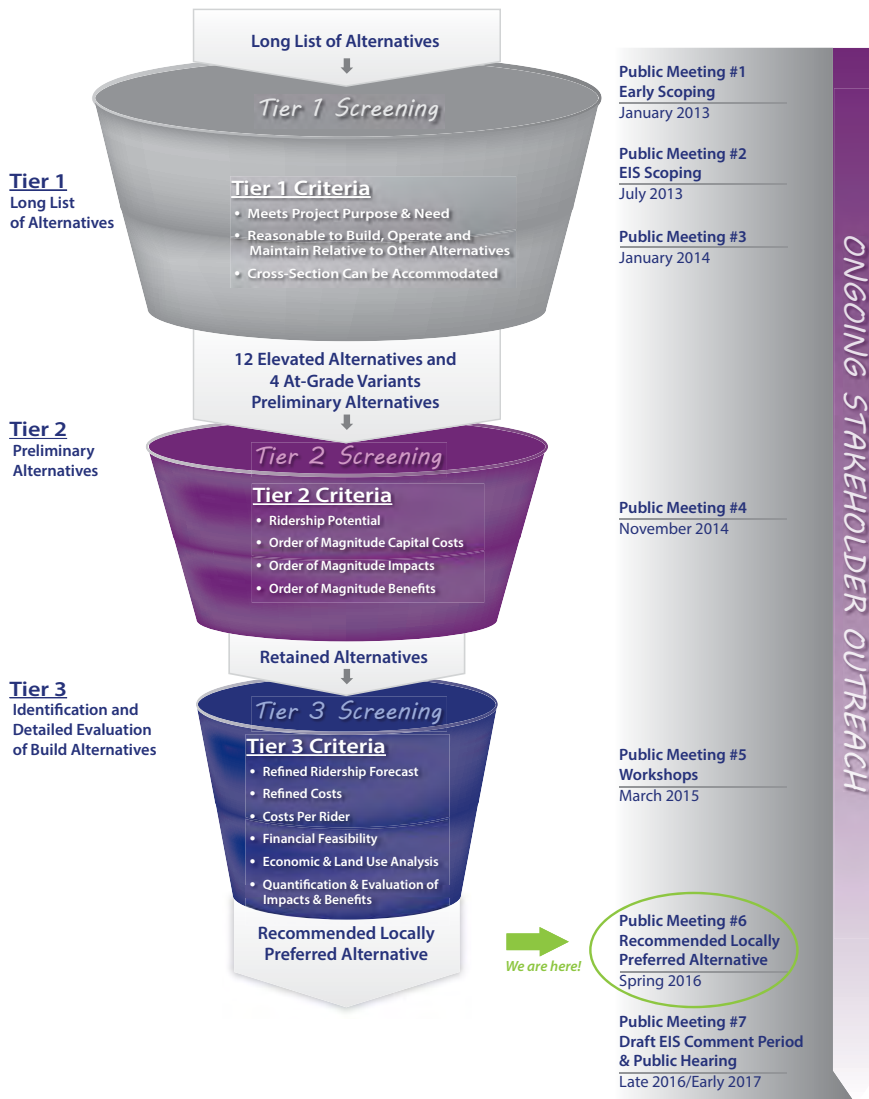 Long List of Alternatives
Tier 1 Screening
Tier 1
Long List
of Alternatives
Tier 1 Criteria
• Meets Project Purpose & Need
• Reasonable to Build, Operate and
Maintain Relative to Other Alternatives
• Cross-Section Can be Accommodated
12 Elevated Alternatives and
4 At-Grade Variants
Preliminary Alternatives
Tier 2
Preliminary
Alternatives
Tier 2 Screening
Tier 2 Criteria
• Ridership Potential
• Order of Magnitude Capital Costs
• Order of Magnitude Impacts
• Order of Magnitude Benefits
Retained Alternatives
Tier 3
Identification and
Detailed Evaluation
of Build Alternatives
Tier 3 Screening
Tier 3 Criteria
• Refined Ridership Forecast
• Refined Costs
• Costs Per Rider
• Financial Feasibility
• Economic & Land Use Analysis
• Quantification & Evaluation of
Impacts & Benefits
Recommended Locally
Preferred Alternative
We are here!
Public Meeting #1
Early Scoping
January 2013
Public Meeting #2
EIS Scoping
July 2013
Public Meeting #3
January 2014
Public Meeting #4
November 2014
Public Meeting #5
Workshops
March 2015
Public Meeting #6
Recommended Locally
Preferred Alternative
Spring 2016
Public Meeting #7
Draft EIS Comment Period
& Public Hearing
Late 2016/Early 2017
ONGOING STAKEHOLDER OUTREACH